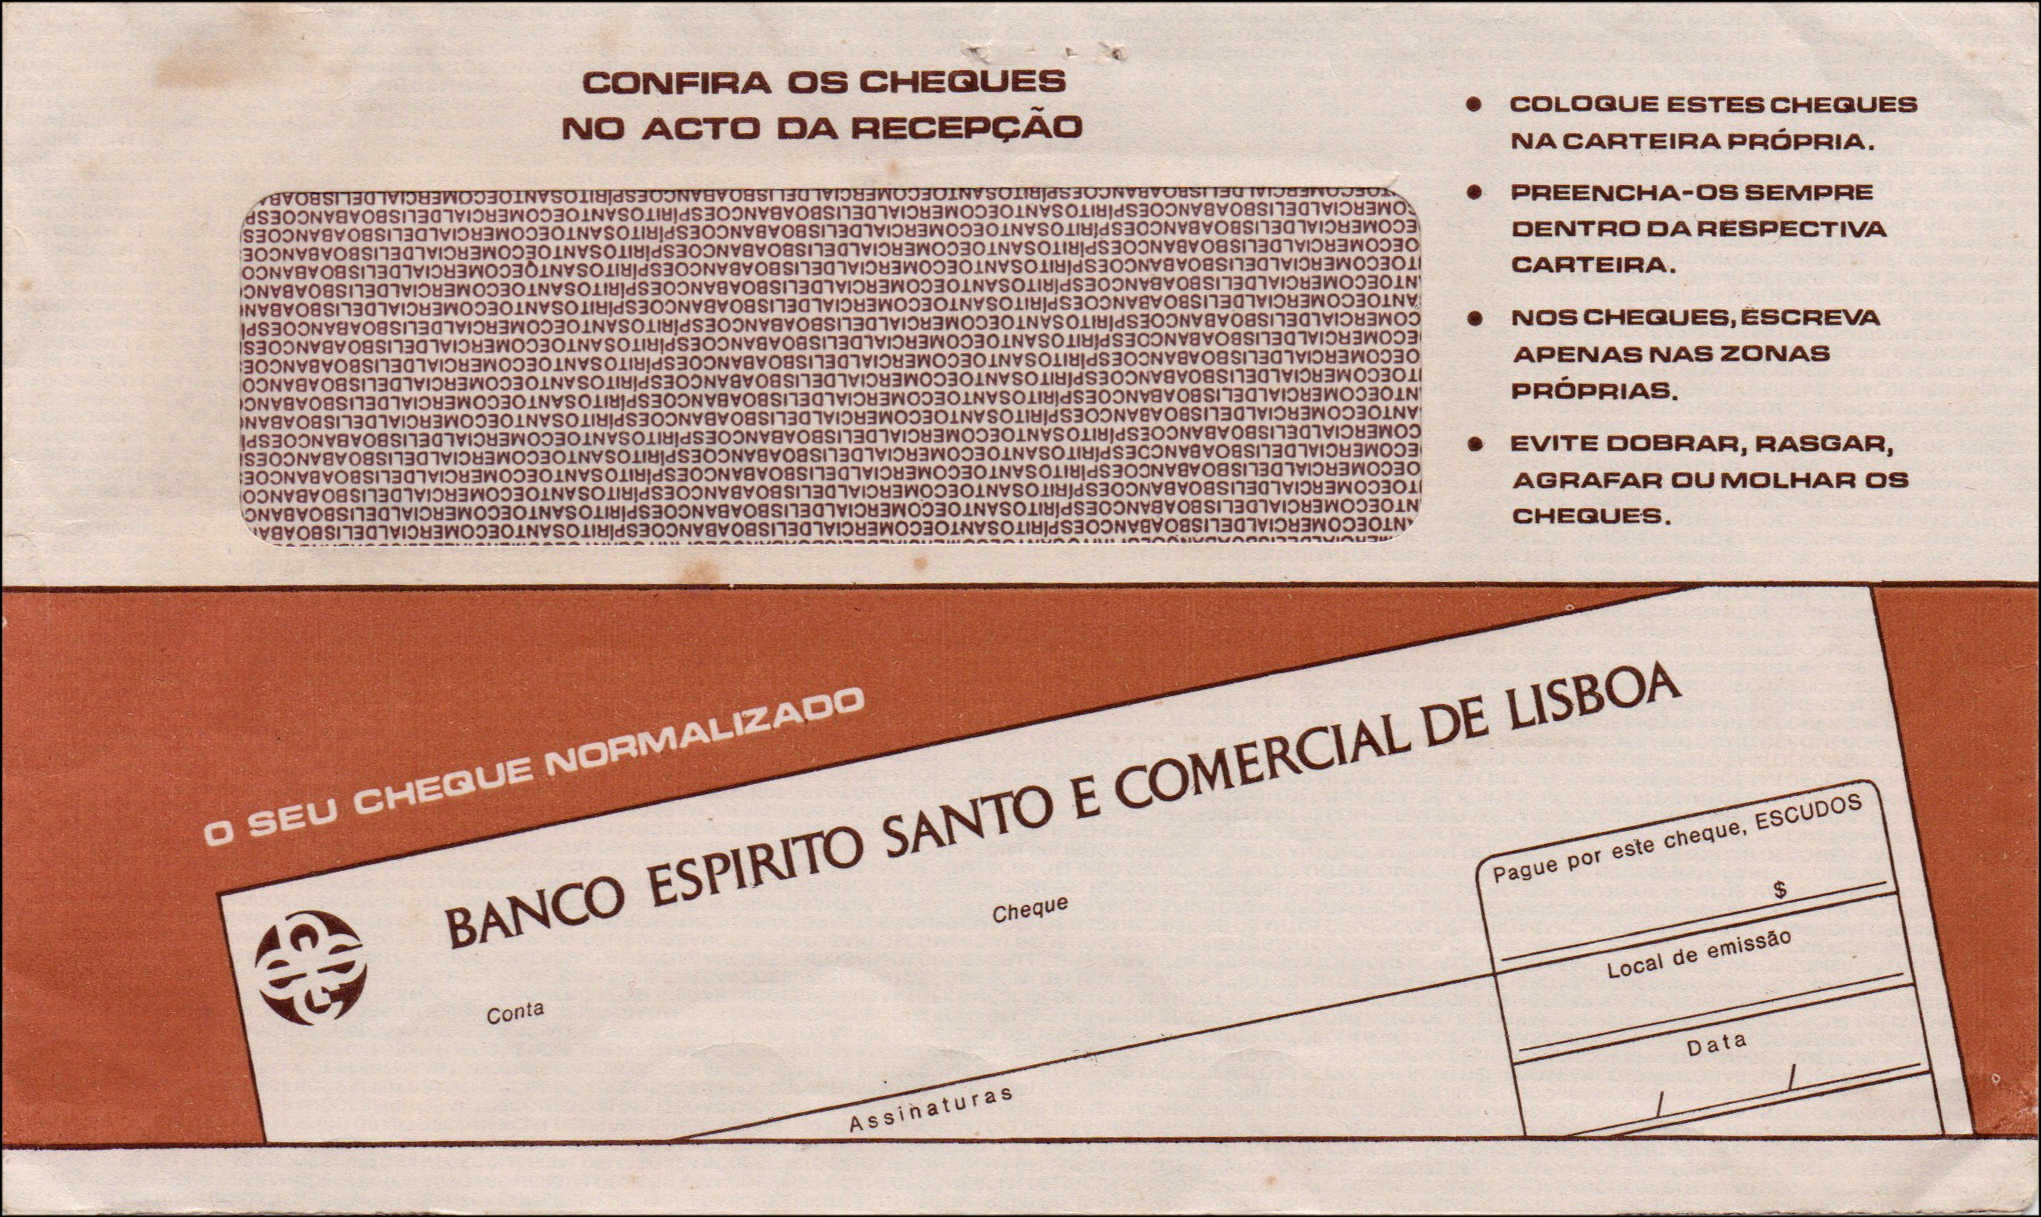 CONFIRA OS CHEQUES
NO ACTO DA RECEPÇÃO
• COLOQUE ESTES CHEQUES
NA CARTEIRA PRÓPRIA.
• PREENCHA-OS SEMPRE
DENTRO DA RESPECTIVA
CARTEIRA.
• NOS CHEQUES, ESCREVA
APENAS NAS ZONAS
PRÓPRIAS.
• EVITE DOBRAR, RASGAR,
AGRAFAR OU MOLHAR OS
CHEQUES.
O SEU CHEQUE NORMALIZADO
BANCO ESPIRITO SANTO E COMERCIAL DE LISBOA
Cheque
Conta
Assinaturas
Pague por este cheque, ESCUDOS
$
Local de emissão
Data
/ /